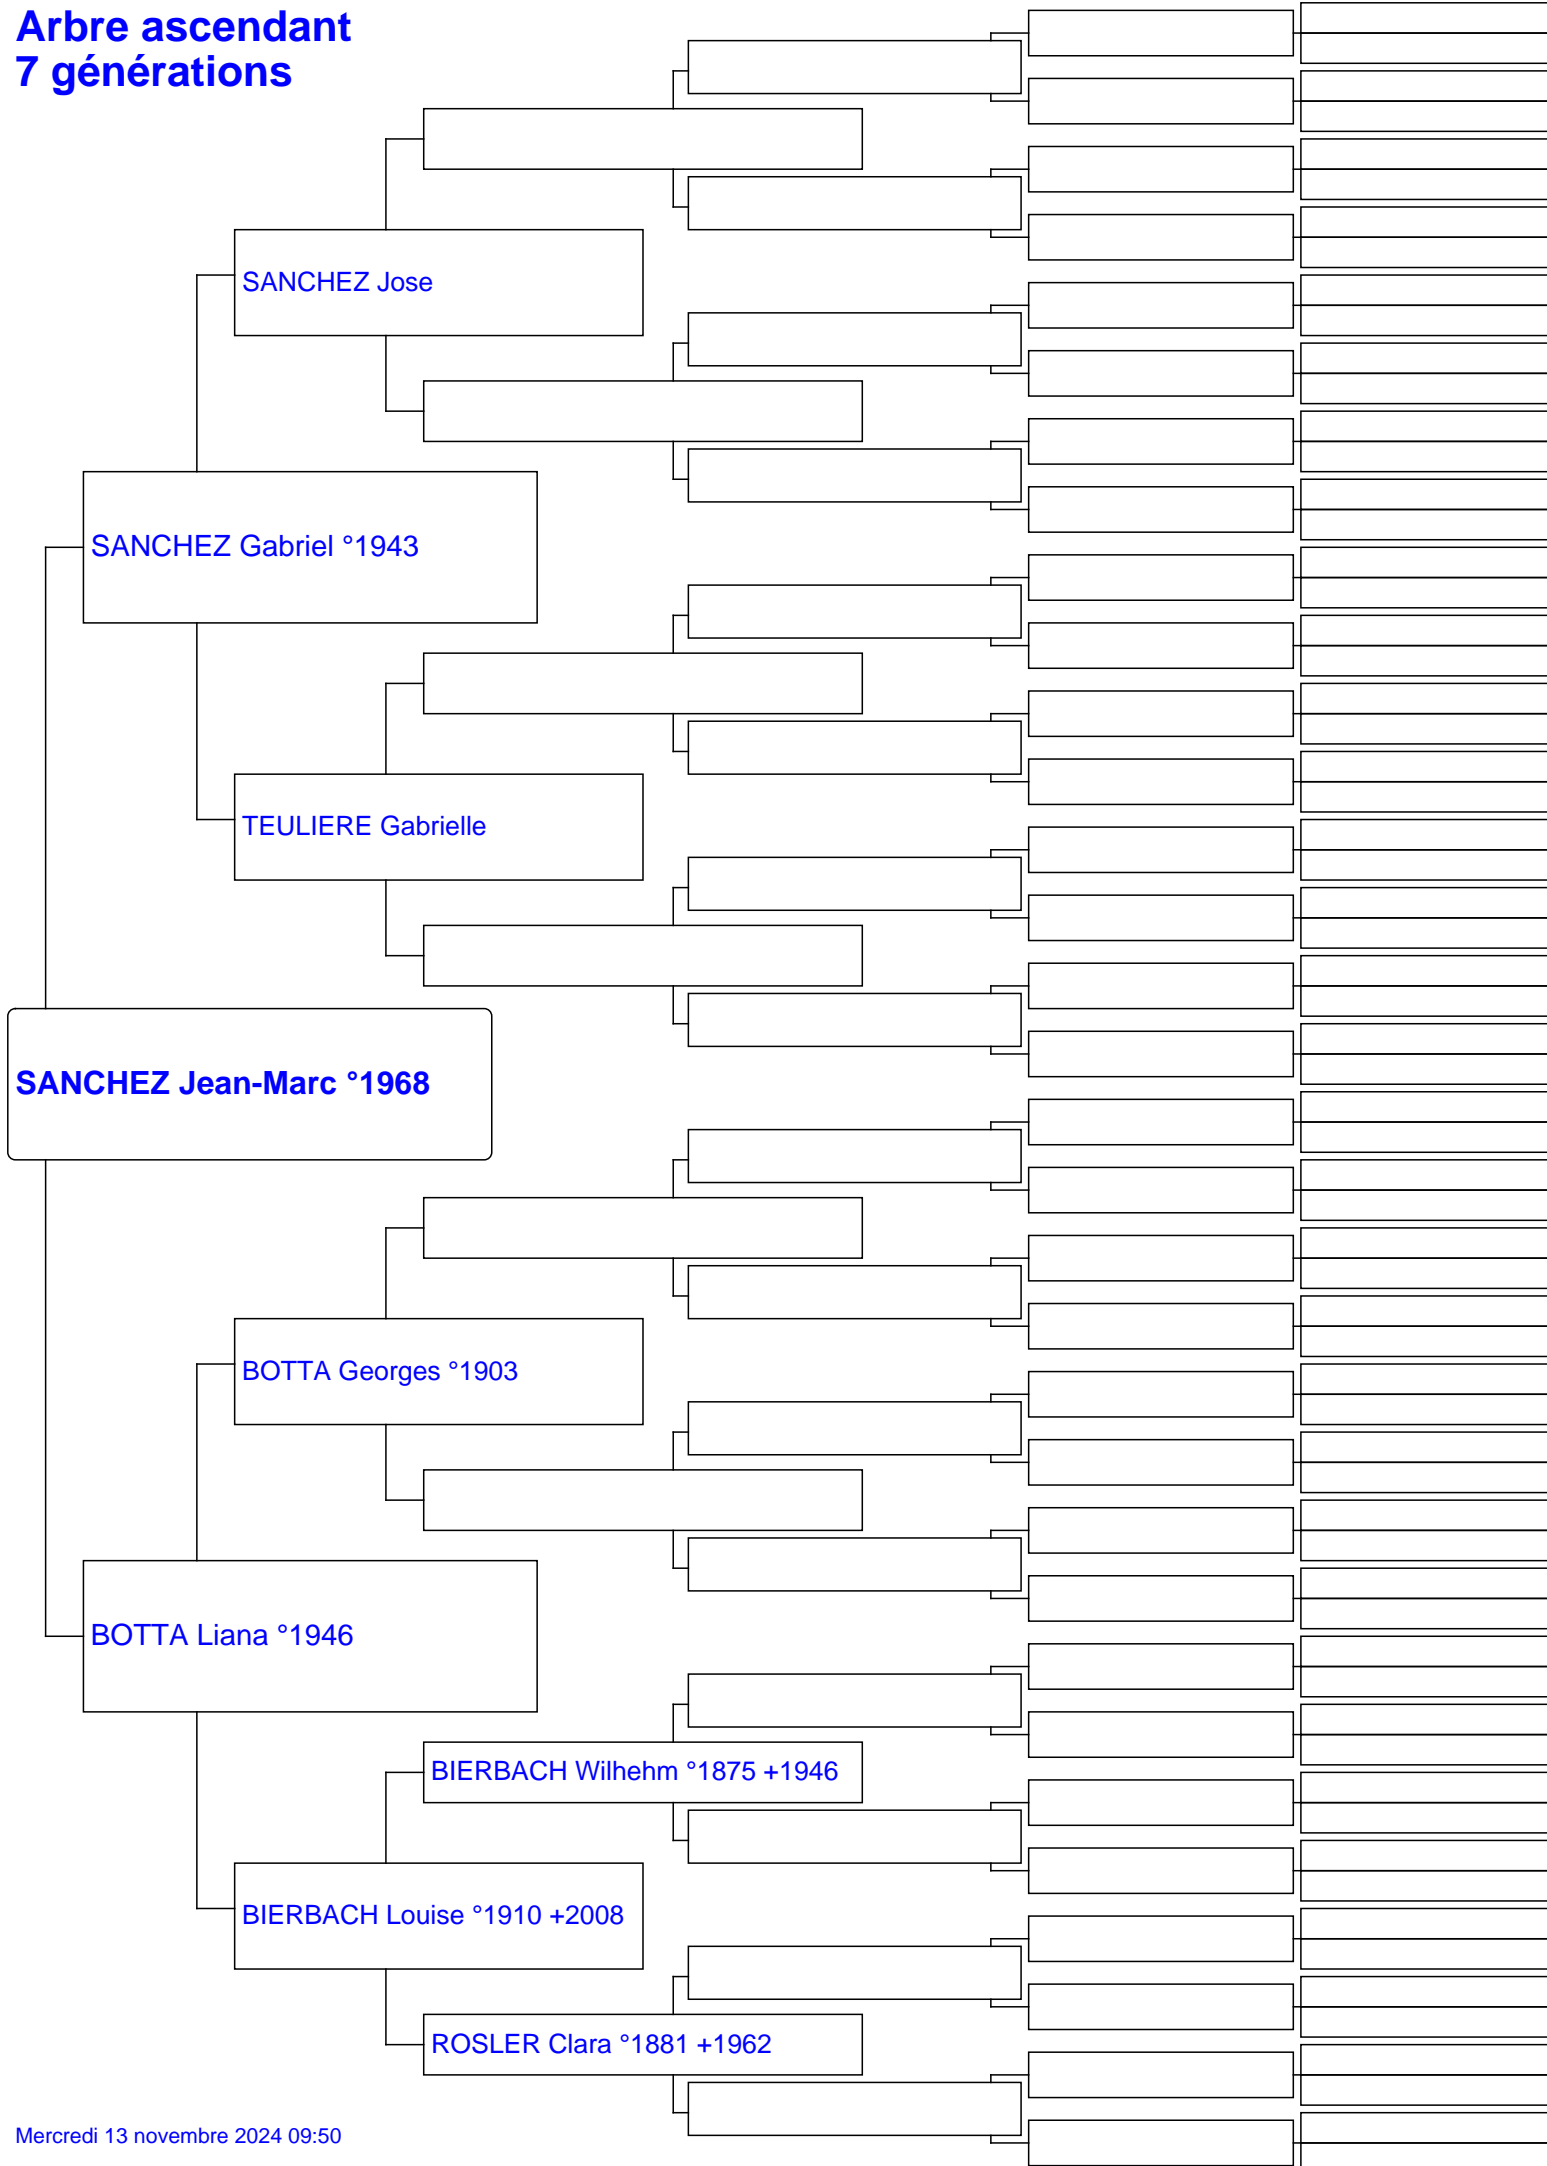 Arbre ascendant
7 générations
SANCHEZ Jose
SANCHEZ Gabriel °1943
TEULIERE Gabrielle
SANCHEZ Jean-Marc °1968
BOTTA Georges °1903
BOTTA Liana °1946
BIERBACH Wilhehm °1875 +1946
BIERBACH Louise °1910 +2008
ROSLER Clara °1881 +1962
Mercredi 13 novembre 2024 09:50